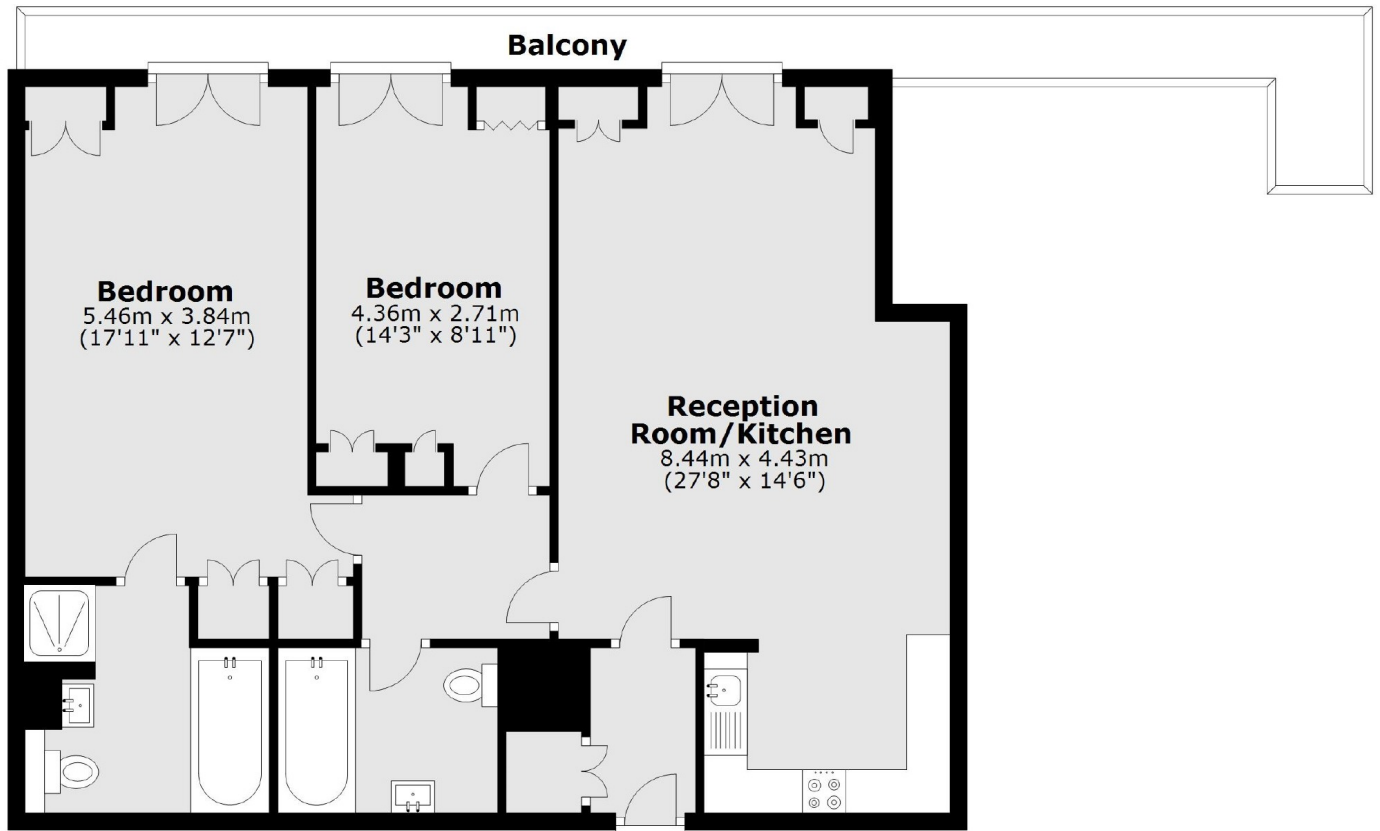 Balcony
Bedroom
5.46m x 3.84m
(17'11" x 12'7")
Bedroom
4.36m x 2.71m
(14'3" x 8'11")
Reception
Room/Kitchen
8.44m x 4.43m
(27'8" x 14'6")